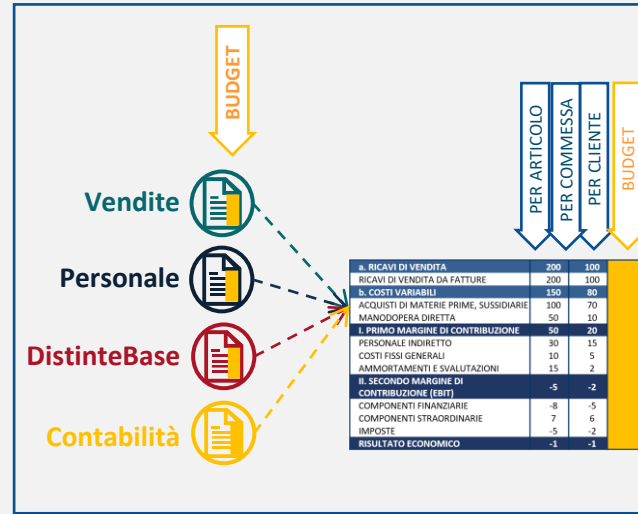 BUDGET
Vendite
Personale
DistinteBase
Contabilità
PER ARTICOLO
PER COMMESSA
PER CLIENTE
BUDGET
a. RICAVI DI VENDITA 200 100
RICAVI DI VENDITA DA FATTURE 200 100
b. COSTI VARIABILI 150 80
ACQUISTI DI MATERIE PRIME, SUSSIDIARIE 100 70
MANODOPERA DIRETTA 50 10
I. PRIMO MARGINE DI CONTRIBUZIONE 50 20
PERSONALE INDIRETTO 30 15
COSTI FISSI GENERALI 10 5
AMMORTAMENTI E SVALUTAZIONI 15 2
II. SECONDO MARGINE DI
CONTRIBUZIONE (EBIT) -5 -2
COMPONENTI FINANZIARIE -8 -5
COMPONENTI STRAORDINARIE 7 6
IMPOSTE -5 -2
RISULTATO ECONOMICO -1 -1